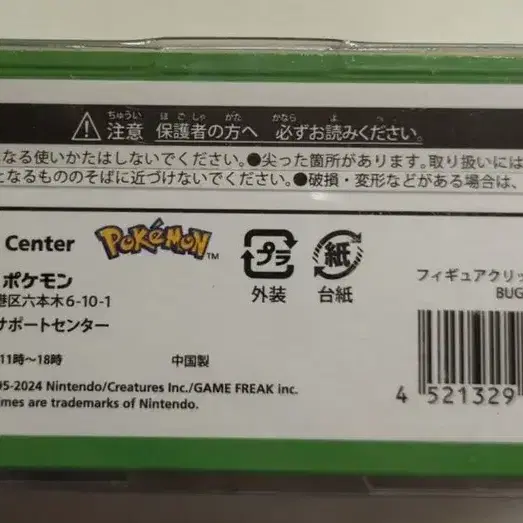 注意 保護者の方へ 必ずお読みください。
なる使いかたはしないでください。●尖った箇所があります。取り扱いには
となるもののそばに近づけないでください。●破損・変形などがある場合は、
Center POKéMON™
ポケモン
港区六本木6-10-1
サポートセンター
11時～18時 中国製
95-2024 Nintendo/Creatures Inc./GAME FREAK inc.
mes are trademarks of Nintendo.
プラ
外装
紙
台紙
フィギュアクリッ
BUG
4 521329